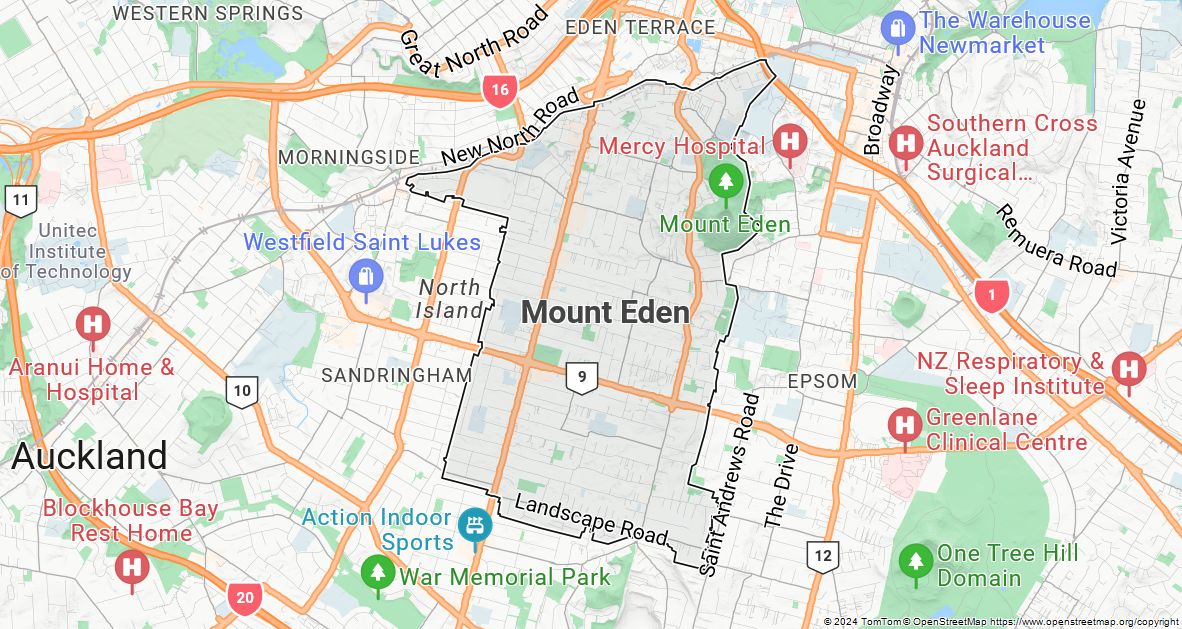 WESTERN SPRINGS
Great North Road
EDEN TERRACE
The Warehouse
Newmarket
16
1
New North Road
Broadway
MORNINGSIDE
Mercy Hospital
Southern Cross
Auckland
Surgical...
Victoria Avenue
11
Unitec
Institute
of Technology
Mount Eden
Remuera Road
Westfield Saint Lukes
North
Island
Mount Eden
1
Aranui Home &
Hospital
10
SANDRINGHAM
9
EPSOM
NZ Respiratory &
Sleep Institute
Greenlane
Clinical Centre
Auckland
Saint Andrews Road
The Drive
Blockhouse Bay
Rest Home
Action Indoor
Sports
Landscape Road
War Memorial Park
12
One Tree Hill
Domain
20
© 2024 TomTom © OpenStreetMap https://www.openstreetmap.org/copyright